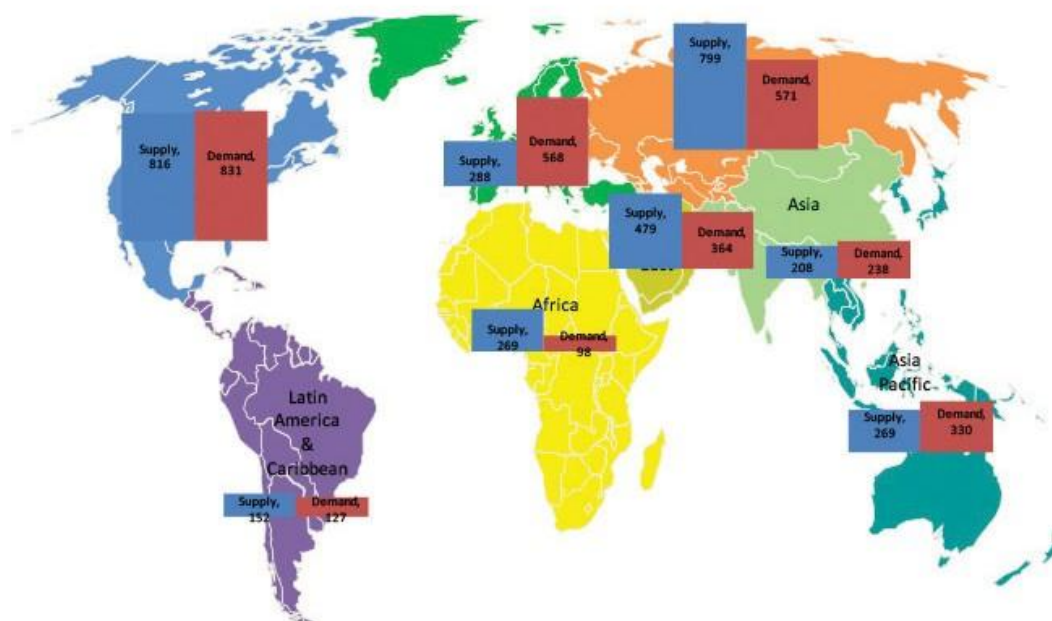 Supply,
799
Demand,
571
Supply,
816
Demand,
831
Supply,
288
Demand,
568
Asia
Supply,
479
Demand,
364
Supply,
208
Demand,
238
Africa
Supply,
269
Demand,
98
Asia
Pacific
Supply,
269
Demand,
330
Latin
America
&
Caribbean
Supply,
152
Demand,
127